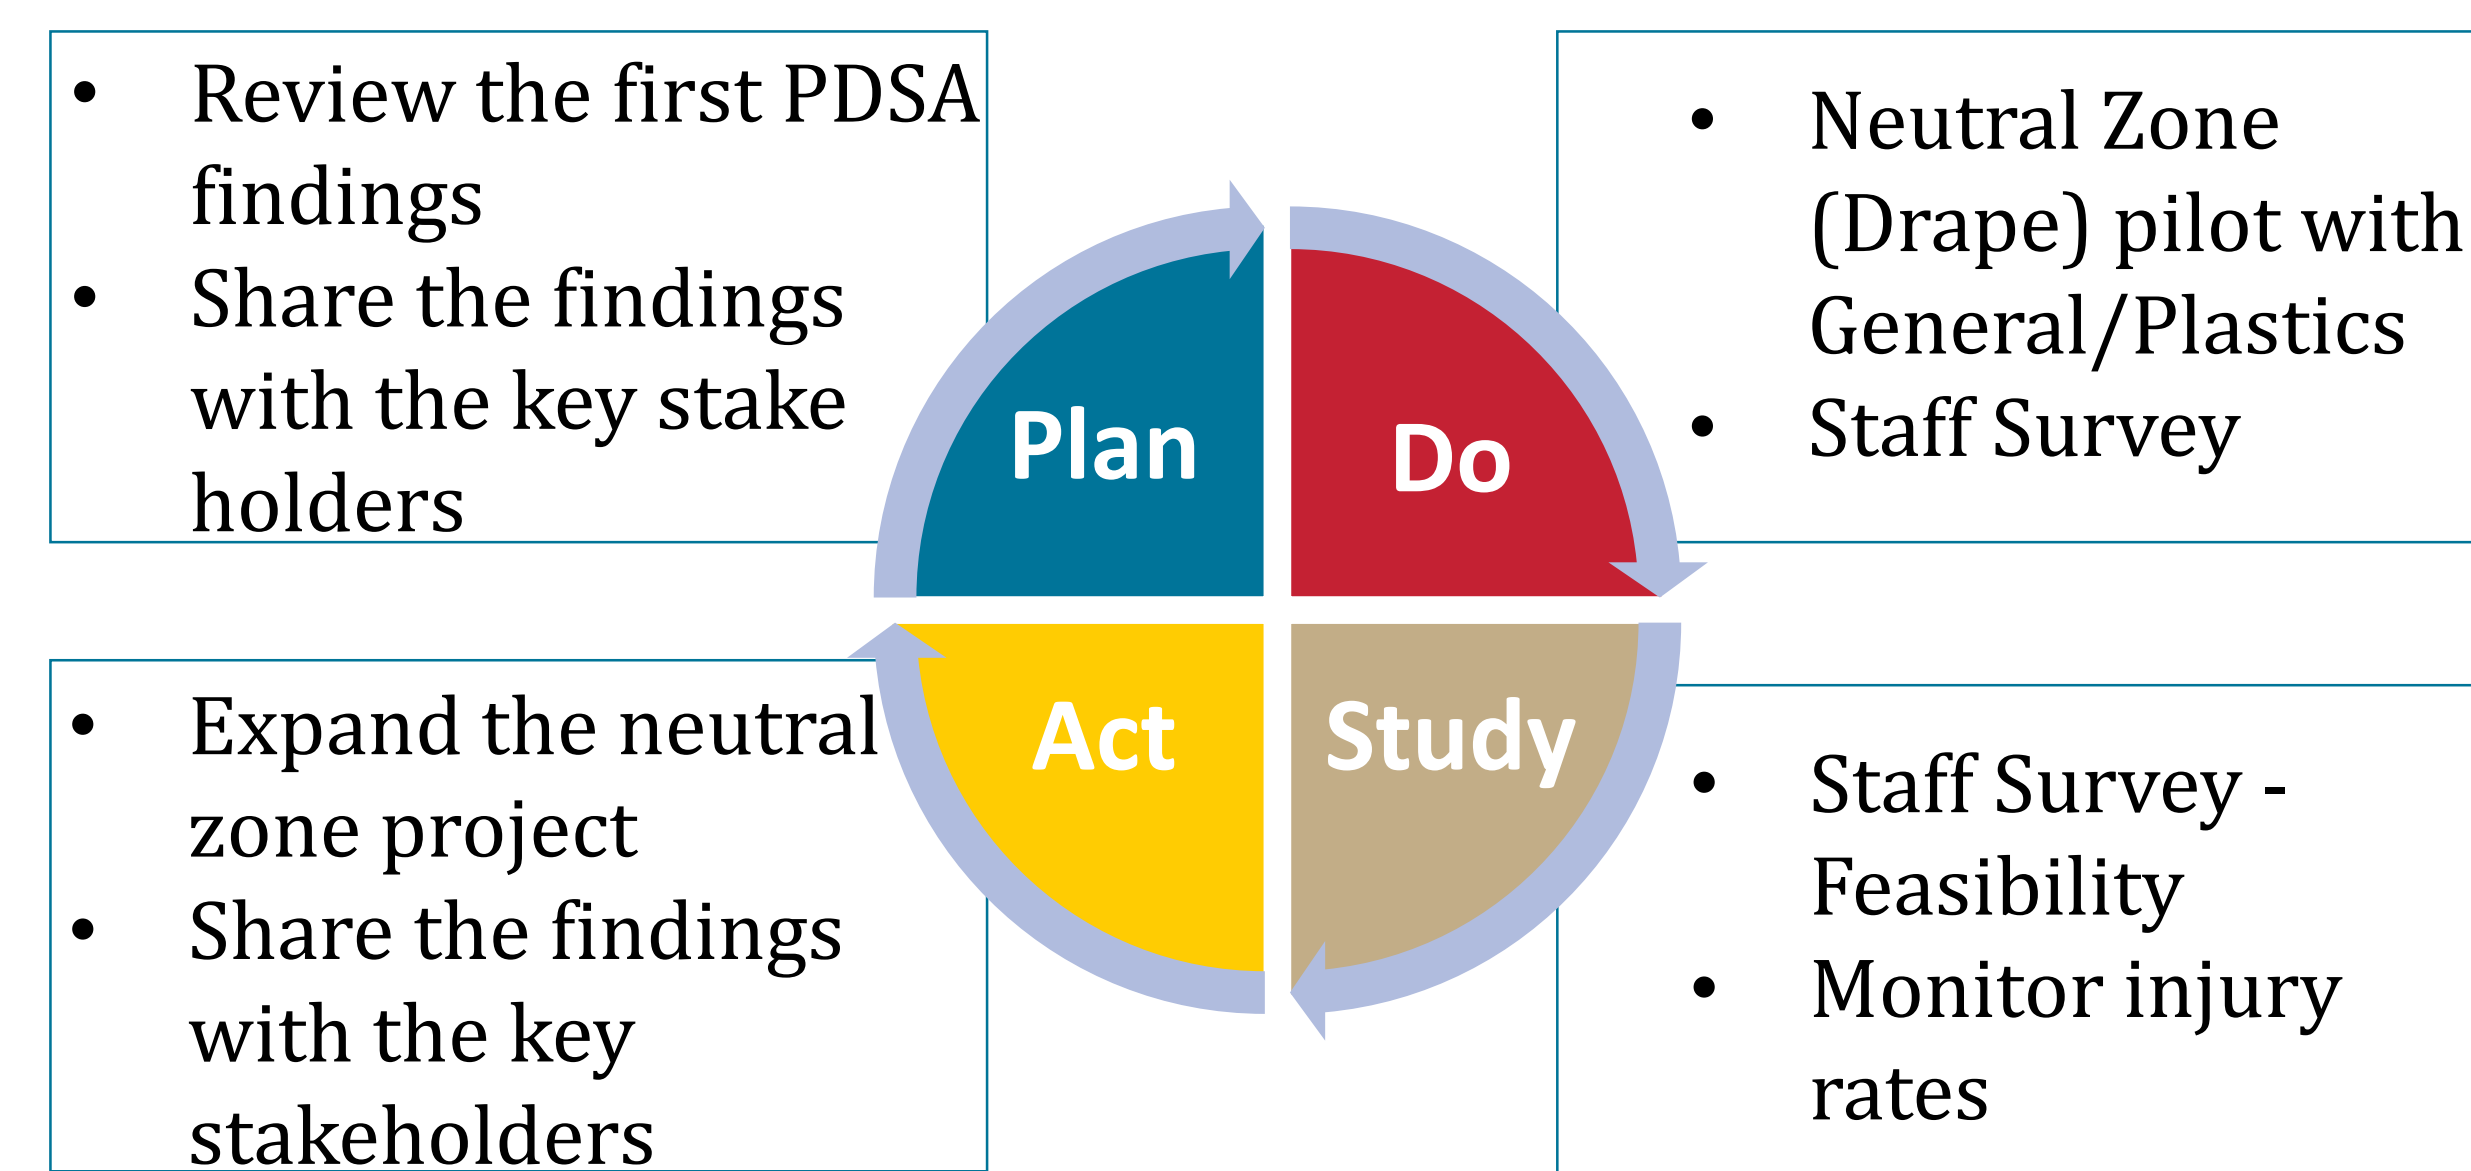 • Review the first PDSA
findings
• Share the findings
with the key stake
holders
• Neutral Zone
(Drape) pilot with
General/Plastics
• Staff Survey
Plan
Do
Act
Study
• Expand the neutral
zone project
• Share the findings
with the key
stakeholders
• Staff Survey -
Feasibility
• Monitor injury
rates